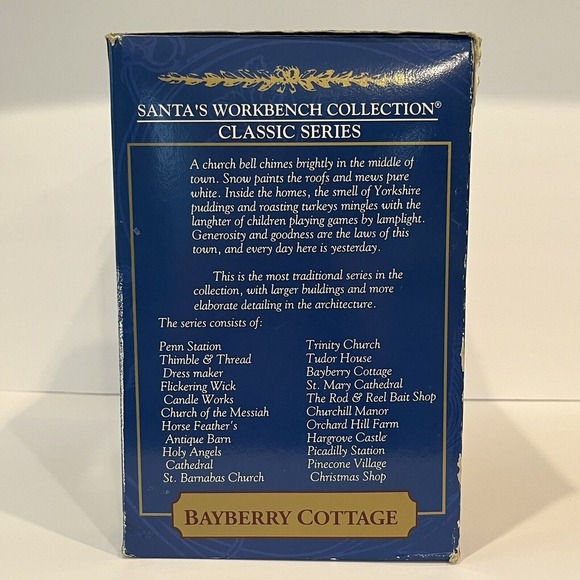 SANTA'S WORKBENCH COLLECTION®
CLASSIC SERIES
A church bell chimes brightly in the middle of
town. Snow paints the roofs and mews pure
white. Inside the homes, the smell of Yorkshire
puddings and roasting turkeys mingles with the
langhter of children playing games by lamplight.
Generosity and goodness are the laws of this
town, and every day here is yesterday.
This is the most traditional series in the
collection, with larger buildings and more
elaborate detailing in the architecture.
The series consists of:
Penn Station
Thimble & Thread
Dress maker
Flickering Wick
Candle Works
Church of the Messiah
Horse Feather's
Antique Barn
Holy Angels
Cathedral
St. Barnabas Church
Trinity Church
Tudor House
Bayberry Cottage
St. Mary Cathedral
The Rod & Reel Bait Shop
Churchill Manor
Orchard Hill Farm
Hargrove Castle
Picadilly Station
Pinecone Village
Christmas Shop
BAYBERRY COTTAGE